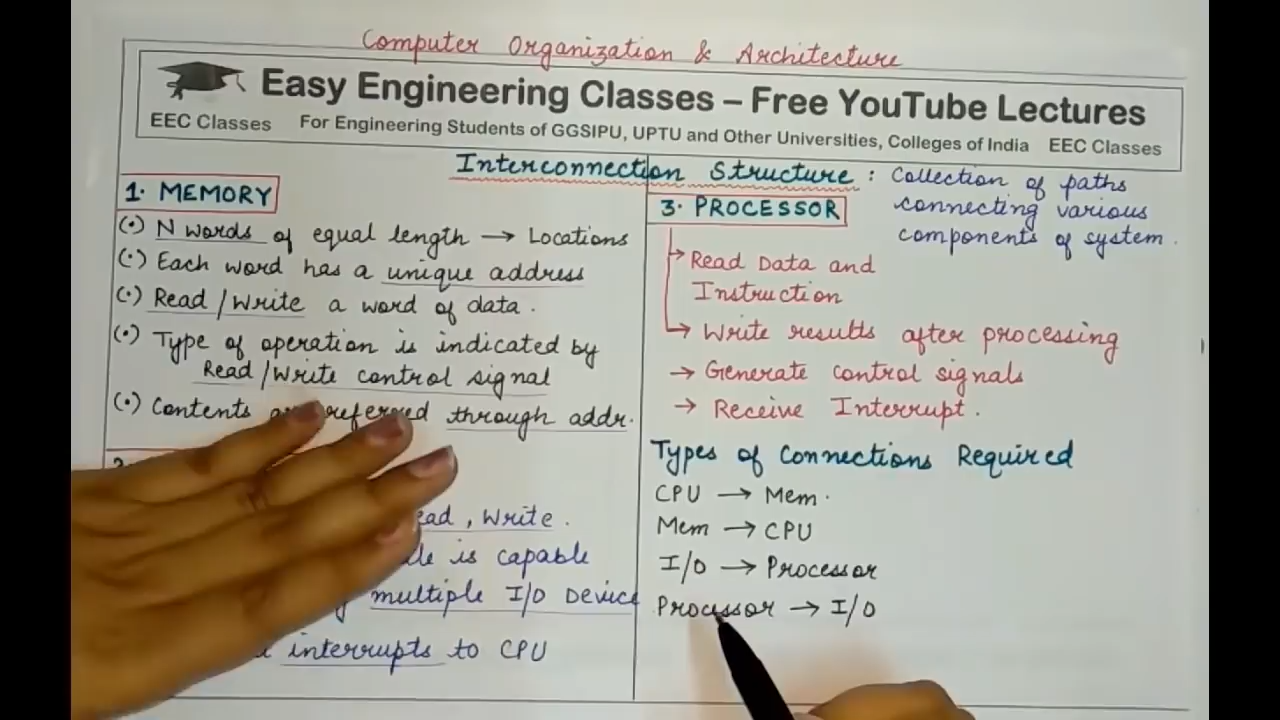 Computer Organization & Architecture
Easy Engineering Classes – Free YouTube Lectures
EEC Classes For Engineering Students of GGSIPU, UPTU and Other Universities, Colleges of India EEC Classes
Interconnection Structure : Collection of paths
connecting various
components of system.
1. MEMORY
(•) N words of equal length → Locations
(•) Each word has a unique address
(•) Read/Write a word of data.
(•) Type of operation is indicated by
Read/Write control signal
(•) Contents referred through addr.
Write.
is capable
multiple I/O Device
interrupts to CPU
3. PROCESSOR
→ Read Data and
Instruction
→ Write results after processing
→ Generate control signals
→ Receive Interrupt.
Types of Connections Required
CPU → Mem.
Mem → CPU
I/O → Processor
Processor → I/O